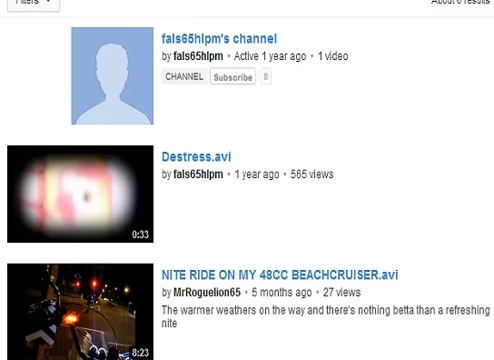 Filters
About 6 results
fals65hlpm's channel
by fals65hlpm • Active 1 year ago • 1 video
CHANNEL Subscribe 8
Destress.avi
by fals65hlpm • 1 year ago • 565 views
0:33
NITE RIDE ON MY 48CC BEACHCRUISER.avi
by MrRoguelion65 • 5 months ago • 27 views
The warmer weathers on the way and there's nothing betta than a refreshing
nite
8:23